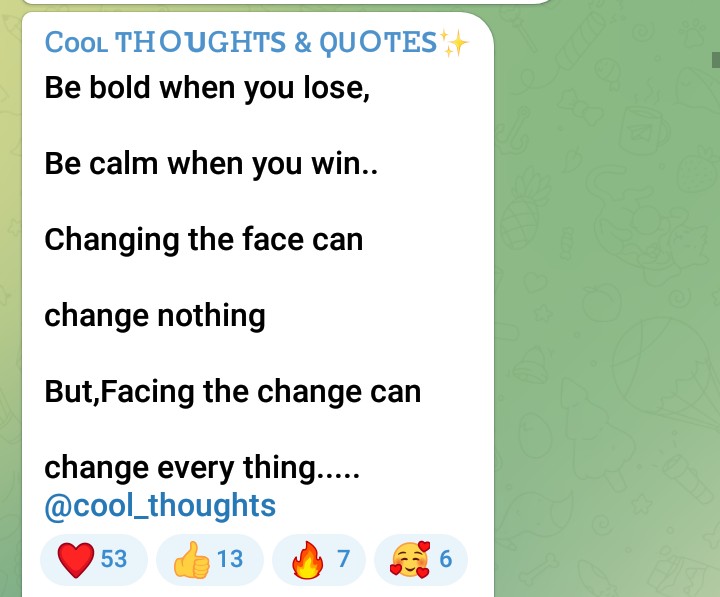 Cool THOUGHTS & QUOTES✨
Be bold when you lose,
Be calm when you win..
Changing the face can
change nothing
But,Facing the change can
change every thing.....
@cool_thoughts
❤️ 53 👍 13 🔥 7 🥰 6